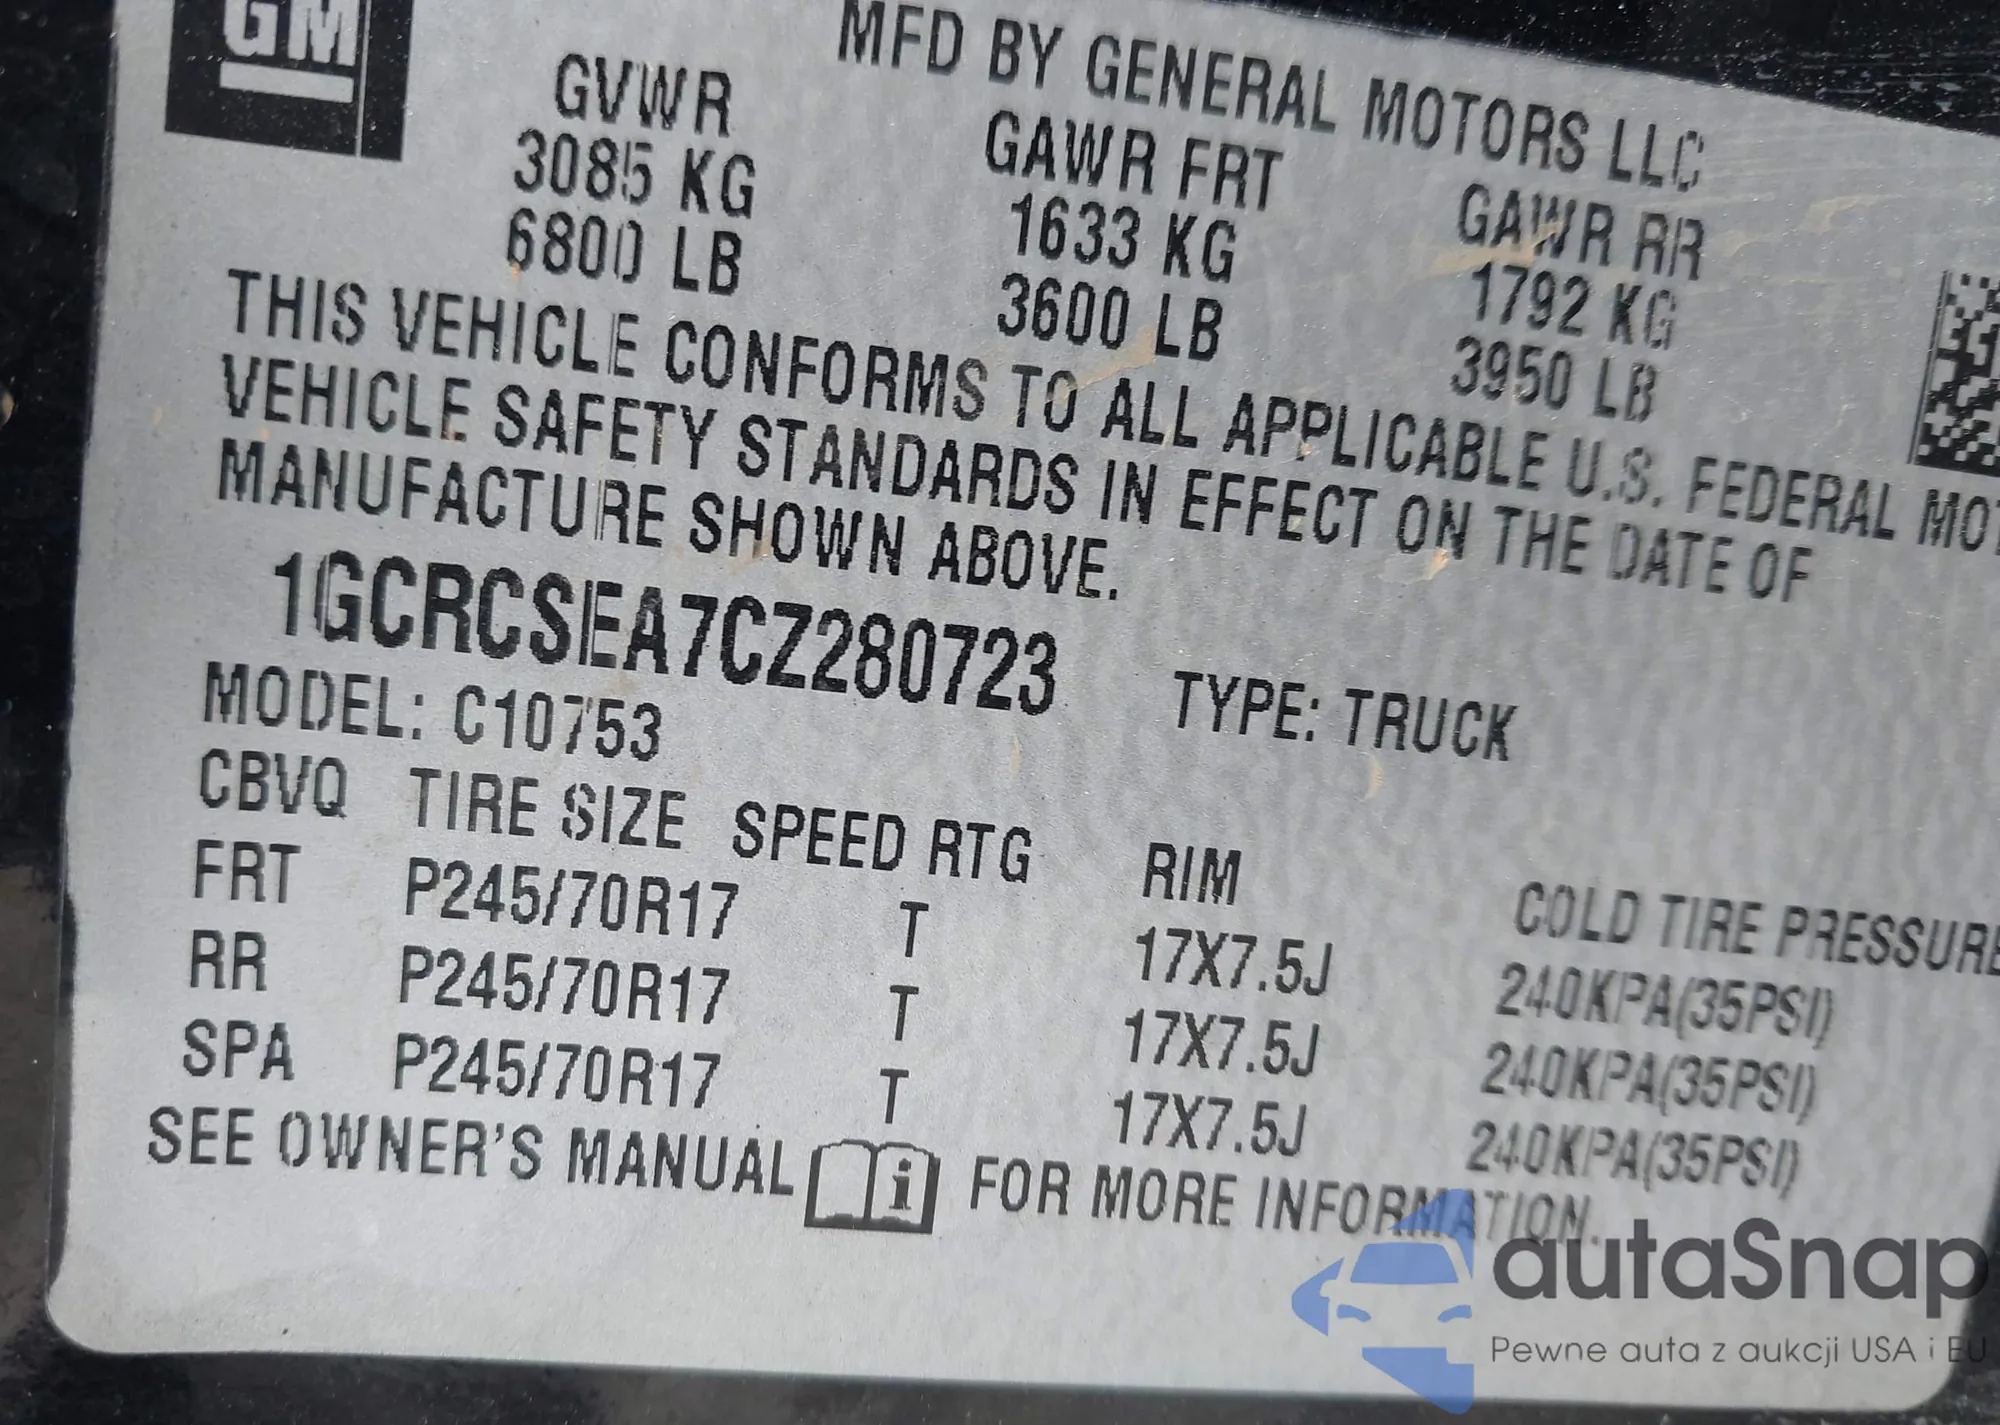 GM
MFD BY GENERAL MOTORS LLC
GVWR GAWR FRT GAWR RR
3085 KG 1633 KG 1792 KG
6800 LB 3600 LB 3950 LB
THIS VEHICLE CONFORMS TO ALL APPLICABLE U.S. FEDERAL
VEHICLE SAFETY STANDARDS IN EFFECT ON THE DATE OF
MANUFACTURE SHOWN ABOVE.
1GCRCSEA7CZ280723 TYPE: TRUCK
MODEL: C10753
CBVQ TIRE SIZE SPEED RTG RIM COLD TIRE PRESSURE
FRT P245/70R17 T 17X7.5J 240KPA(35PSI)
RR P245/70R17 T 17X7.5J 240KPA(35PSI)
SPA P245/70R17 T 17X7.5J 240KPA(35PSI)
SEE OWNER'S MANUAL i FOR MORE INFORMATION.
autaSnap
Pewne auta z aukcji USA i EU